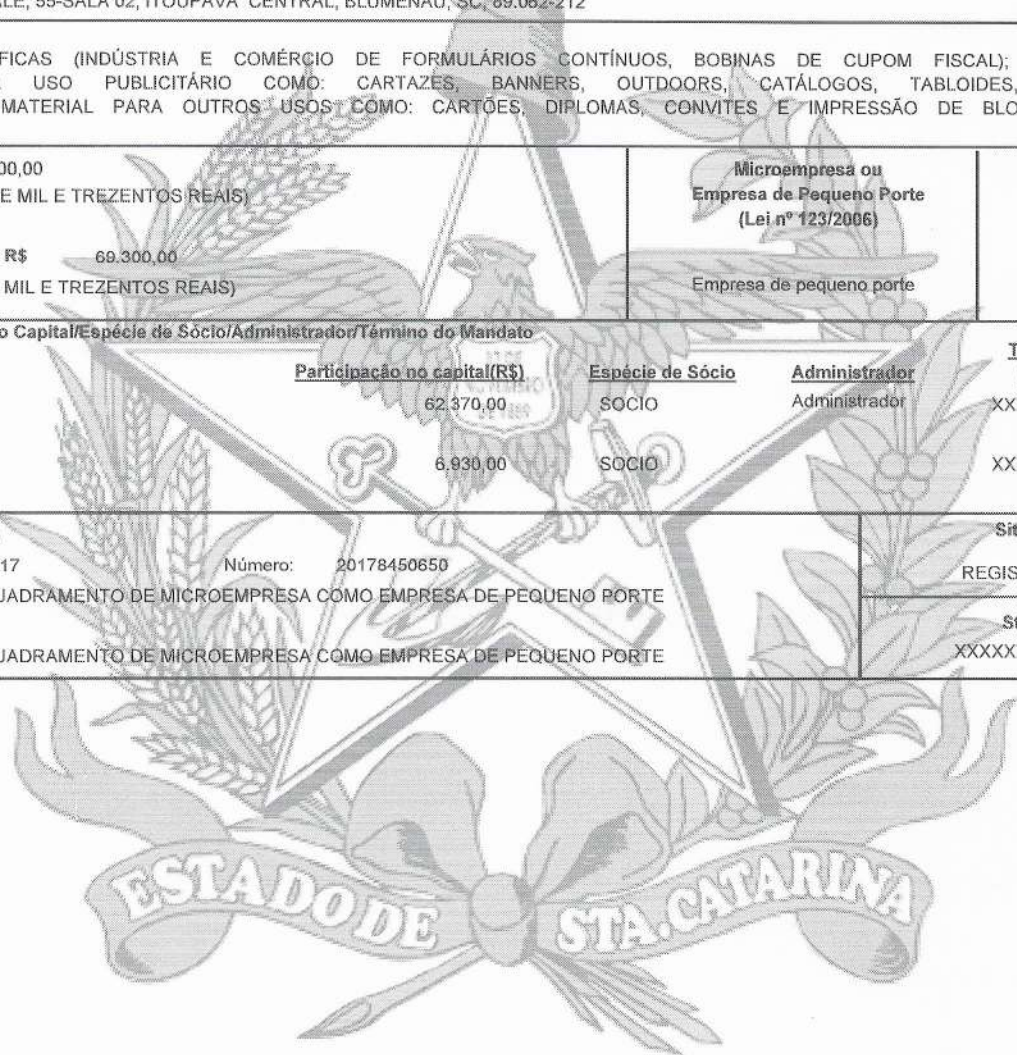 ALE, 55-SALA 02, ITOUPAVA CENTRAL, BLUMENAU, SC, 89.062-212
FICAS (INDÚSTRIA E COMÉRCIO DE FORMULÁRIOS CONTÍNUOS, BOBINAS DE CUPOM FISCAL);
USO PUBLICITÁRIO COMO: CARTAZES, BANNERS, OUTDOORS, CATÁLOGOS, TABLOIDES,
MATERIAL PARA OUTROS USOS COMO: CARTÕES, DIPLOMAS, CONVITES E IMPRESSÃO DE BLO
00,00
E MIL E TREZENTOS REAIS)
R$ 69.300,00
MIL E TREZENTOS REAIS)
Microempresa ou
Empresa de Pequeno Porte
(Lei nº 123/2006)
Empresa de pequeno porte
o Capital/Espécie de Sócio/Administrador/Término do Mandato
Participação no capital(R$) Espécie de Sócio Administrador T
62.370,00 SOCIO Administrador XX
6.930,00 SOCIO XX
17 Número: 20178450650
UADRAMENTO DE MICROEMPRESA COMO EMPRESA DE PEQUENO PORTE
UADRAMENTO DE MICROEMPRESA COMO EMPRESA DE PEQUENO PORTE
Sit
REGIS
St
XXXXX
ESTADO DE STA. CATARINA